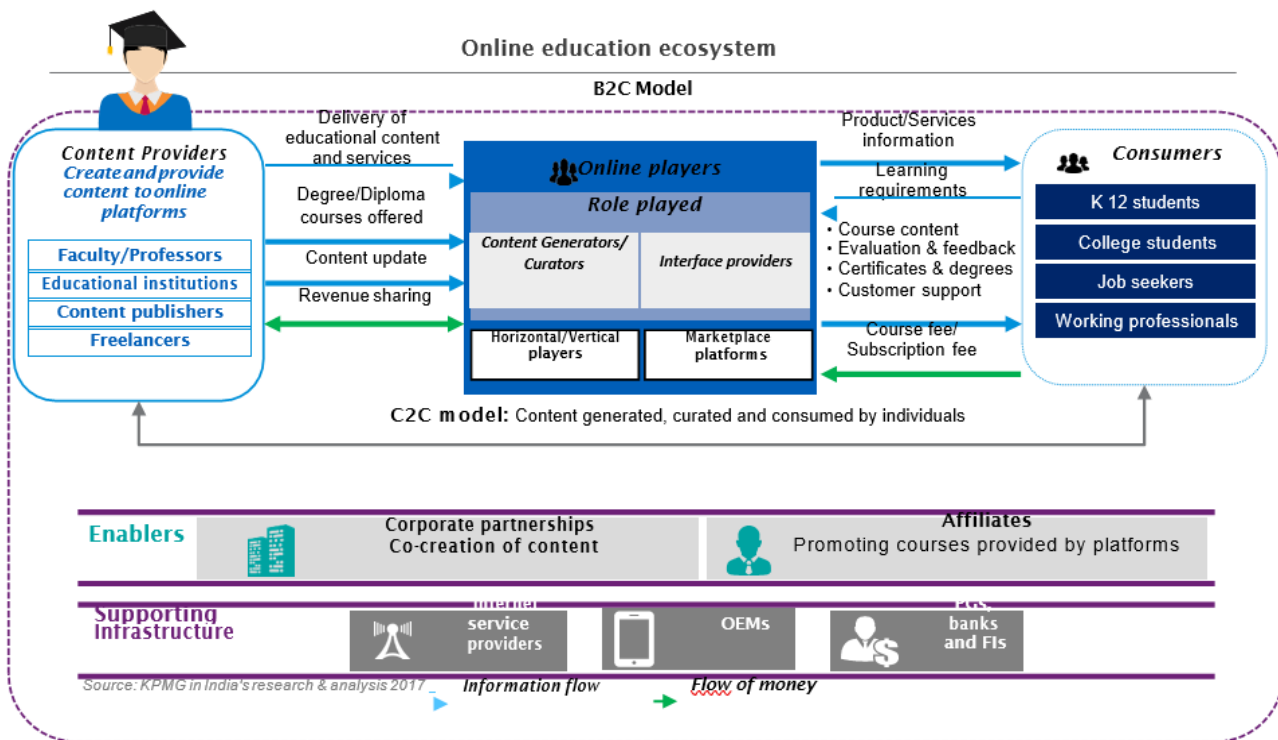 Online education ecosystem
B2C Model
Content Providers
Create and provide
content to online
platforms
Faculty/Professors
Educational institutions
Content publishers
Freelancers
Delivery of
educational content
and services
Degree/Diploma
courses offered
Content update
Revenue sharing
Online players
Role played
Content Generators/
Curators
Interface providers
Horizontal/Vertical
players
Marketplace
platforms
Product/Services
information
Learning
requirements
• Course content
• Evaluation & feedback
• Certificates & degrees
• Customer support
Course fee/
Subscription fee
Consumers
K 12 students
College students
Job seekers
Working professionals
C2C model: Content generated, curated and consumed by individuals
Enablers
Corporate partnerships
Co-creation of content
Affiliates
Promoting courses provided by platforms
Supporting
Infrastructure
Internet
service
providers
OEMs
PGs,
banks
and FIs
Source: KPMG in India's research & analysis 2017
Information flow
Flow of money